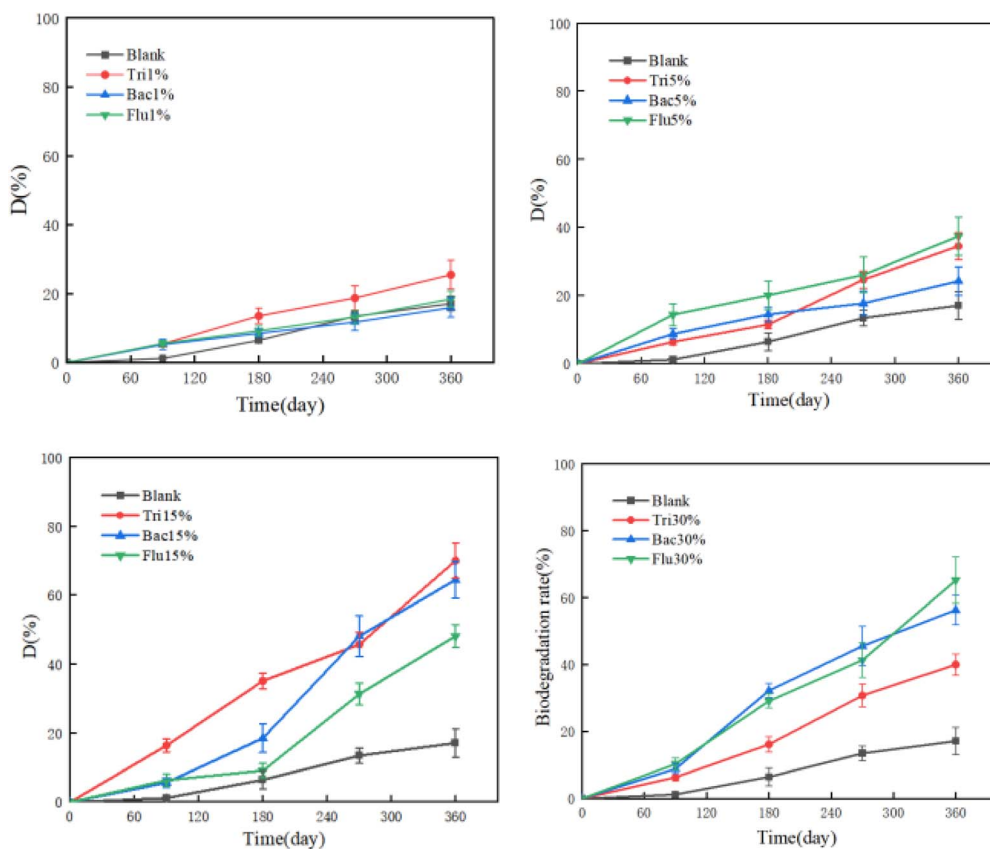 100
80
60
40
20
0
D(%)
Blank
Tri1%
Bac1%
Flu1%
0 60 120 180 240 300 360
Time(day)
100
80
60
40
20
0
D(%)
Blank
Tri5%
Bac5%
Flu5%
0 60 120 180 240 300 360
Time(day)
100
80
60
40
20
0
D(%)
Blank
Tri15%
Bac15%
Flu15%
0 60 120 180 240 300 360
Time(day)
100
80
60
40
20
0
Biodegradation rate(%)
Blank
Tri30%
Bac30%
Flu30%
0 60 120 180 240 300 360
Time(day)